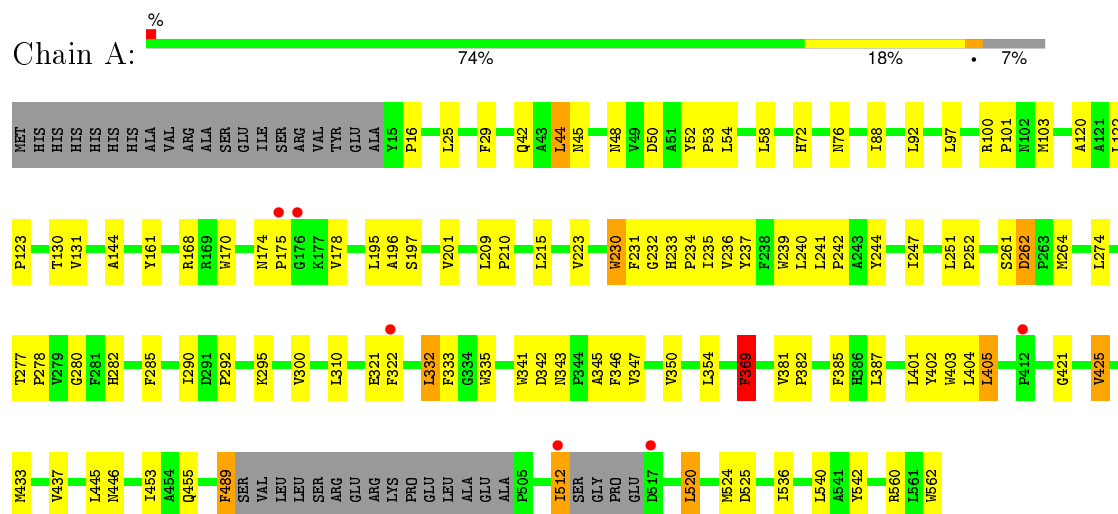 %
Chain A:
74% 18% • 7%
MET HIS HIS HIS HIS HIS HIS ALA VAL ARG ALA SER GLU ILE SER ARG VAL TYR GLU ALA Y15 P16 L25 F29 Q42 A43 L44 N45 N48 V49 D50 A51 Y52 P53 L54 L58 H72 N76 I88 L92 L97 R100 P101 N102 M103 A120 A121 L122
P123 T130 V131 A144 Y161 R168 R169 W170 N174 P175 G176 K177 V178 L195 A196 S197 V201 L209 P210 L215 V223 W230 F231 G232 H233 P234 I235 V236 Y237 F238 W239 L240 L241 P242 A243 Y244 I247 L251 P252 S261 D262 P263 M264 L274
T277 P278 V279 G280 F281 H282 F285 I290 D291 P292 K295 V300 L310 E321 F322 L332 F333 G334 W335 W341 D342 N343 P344 A345 F346 V347 V350 L354 F369 V381 P382 F385 H386 L387 L401 Y402 W403 L404 L405 P412 G421 V425
M433 V437 L445 N446 I453 A454 Q455 F489 SER VAL LEU LEU SER ARG GLU ARG LYS PRO GLU LEU ALA GLU ALA P505 I512 SER GLY PRO GLU D517 L520 M524 D525 I536 L540 A541 Y542 R560 L561 W562